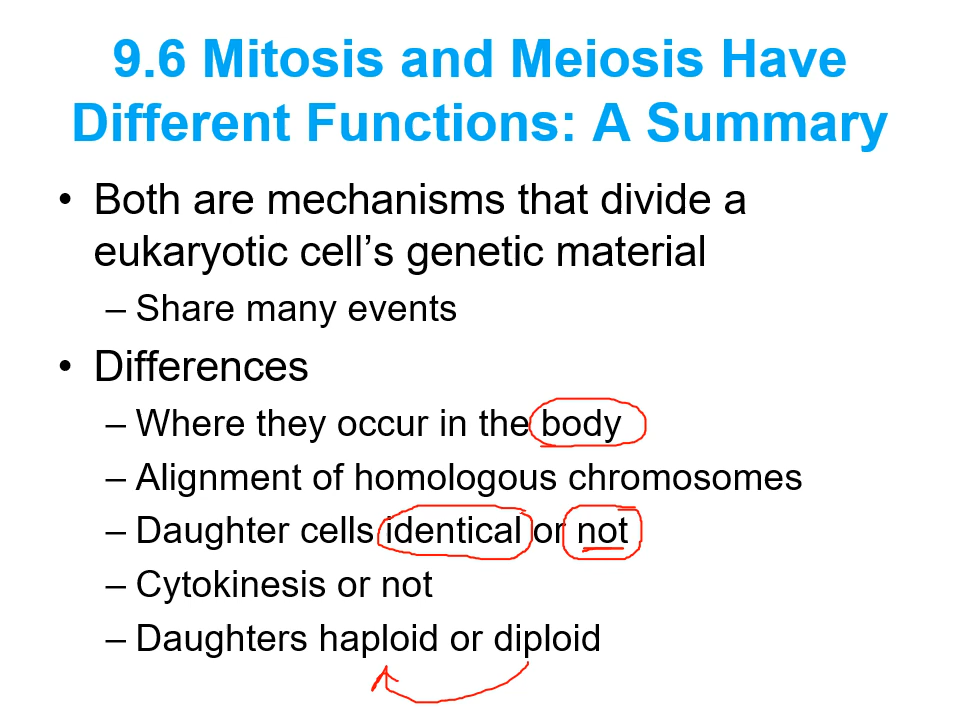 9.6 Mitosis and Meiosis Have
Different Functions: A Summary
• Both are mechanisms that divide a
eukaryotic cell’s genetic material
– Share many events
• Differences
– Where they occur in the body
– Alignment of homologous chromosomes
– Daughter cells identical or not
– Cytokinesis or not
– Daughters haploid or diploid